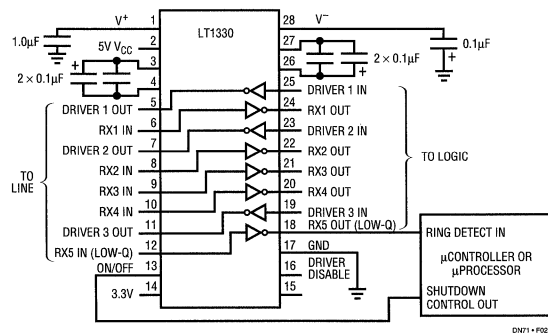 V+
1.0μF
1
2
5V VCC
3
2 × 0.1μF
+
4
LT1330
28
V−
27
26
2 × 0.1μF
+
0.1μF
+
DRIVER 1 OUT
5
25
DRIVER 1 IN
RX1 IN
6
24
RX1 OUT
DRIVER 2 OUT
7
23
DRIVER 2 IN
RX2 IN
8
22
RX2 OUT
RX3 IN
9
21
RX3 OUT
RX4 IN
10
20
RX4 OUT
DRIVER 3 OUT
11
19
DRIVER 3 IN
RX5 IN (LOW-Q)
12
18
RX5 OUT (LOW-Q)
ON/OFF
13
17
GND
14
3.3V
16
DRIVER
DISABLE
15
TO
LINE
TO LOGIC
RING DETECT IN
μCONTROLLER OR
μPROCESSOR
SHUTDOWN
CONTROL OUT
DN71 • F02